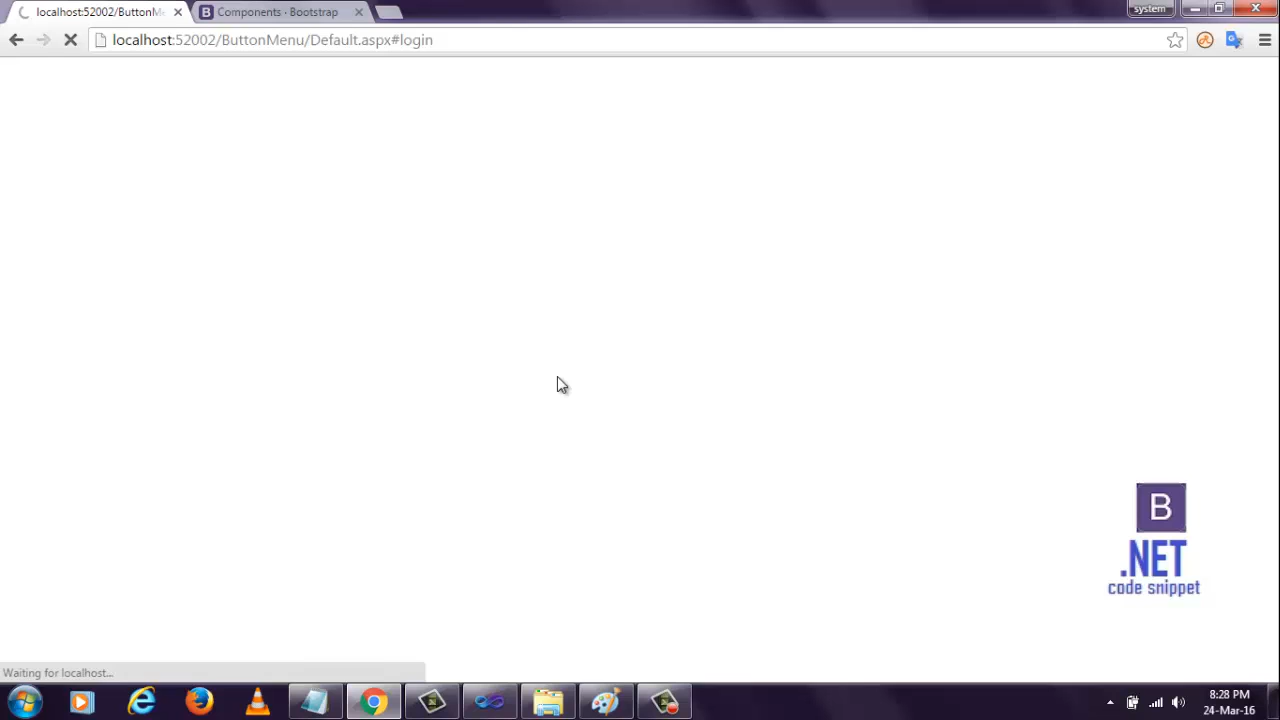 localhost:52002/ButtonM
Components · Bootstrap
system
localhost:52002/ButtonMenu/Default.aspx#login
B
.NET
code snippet
Waiting for localhost...
8:28 PM
24-Mar-16